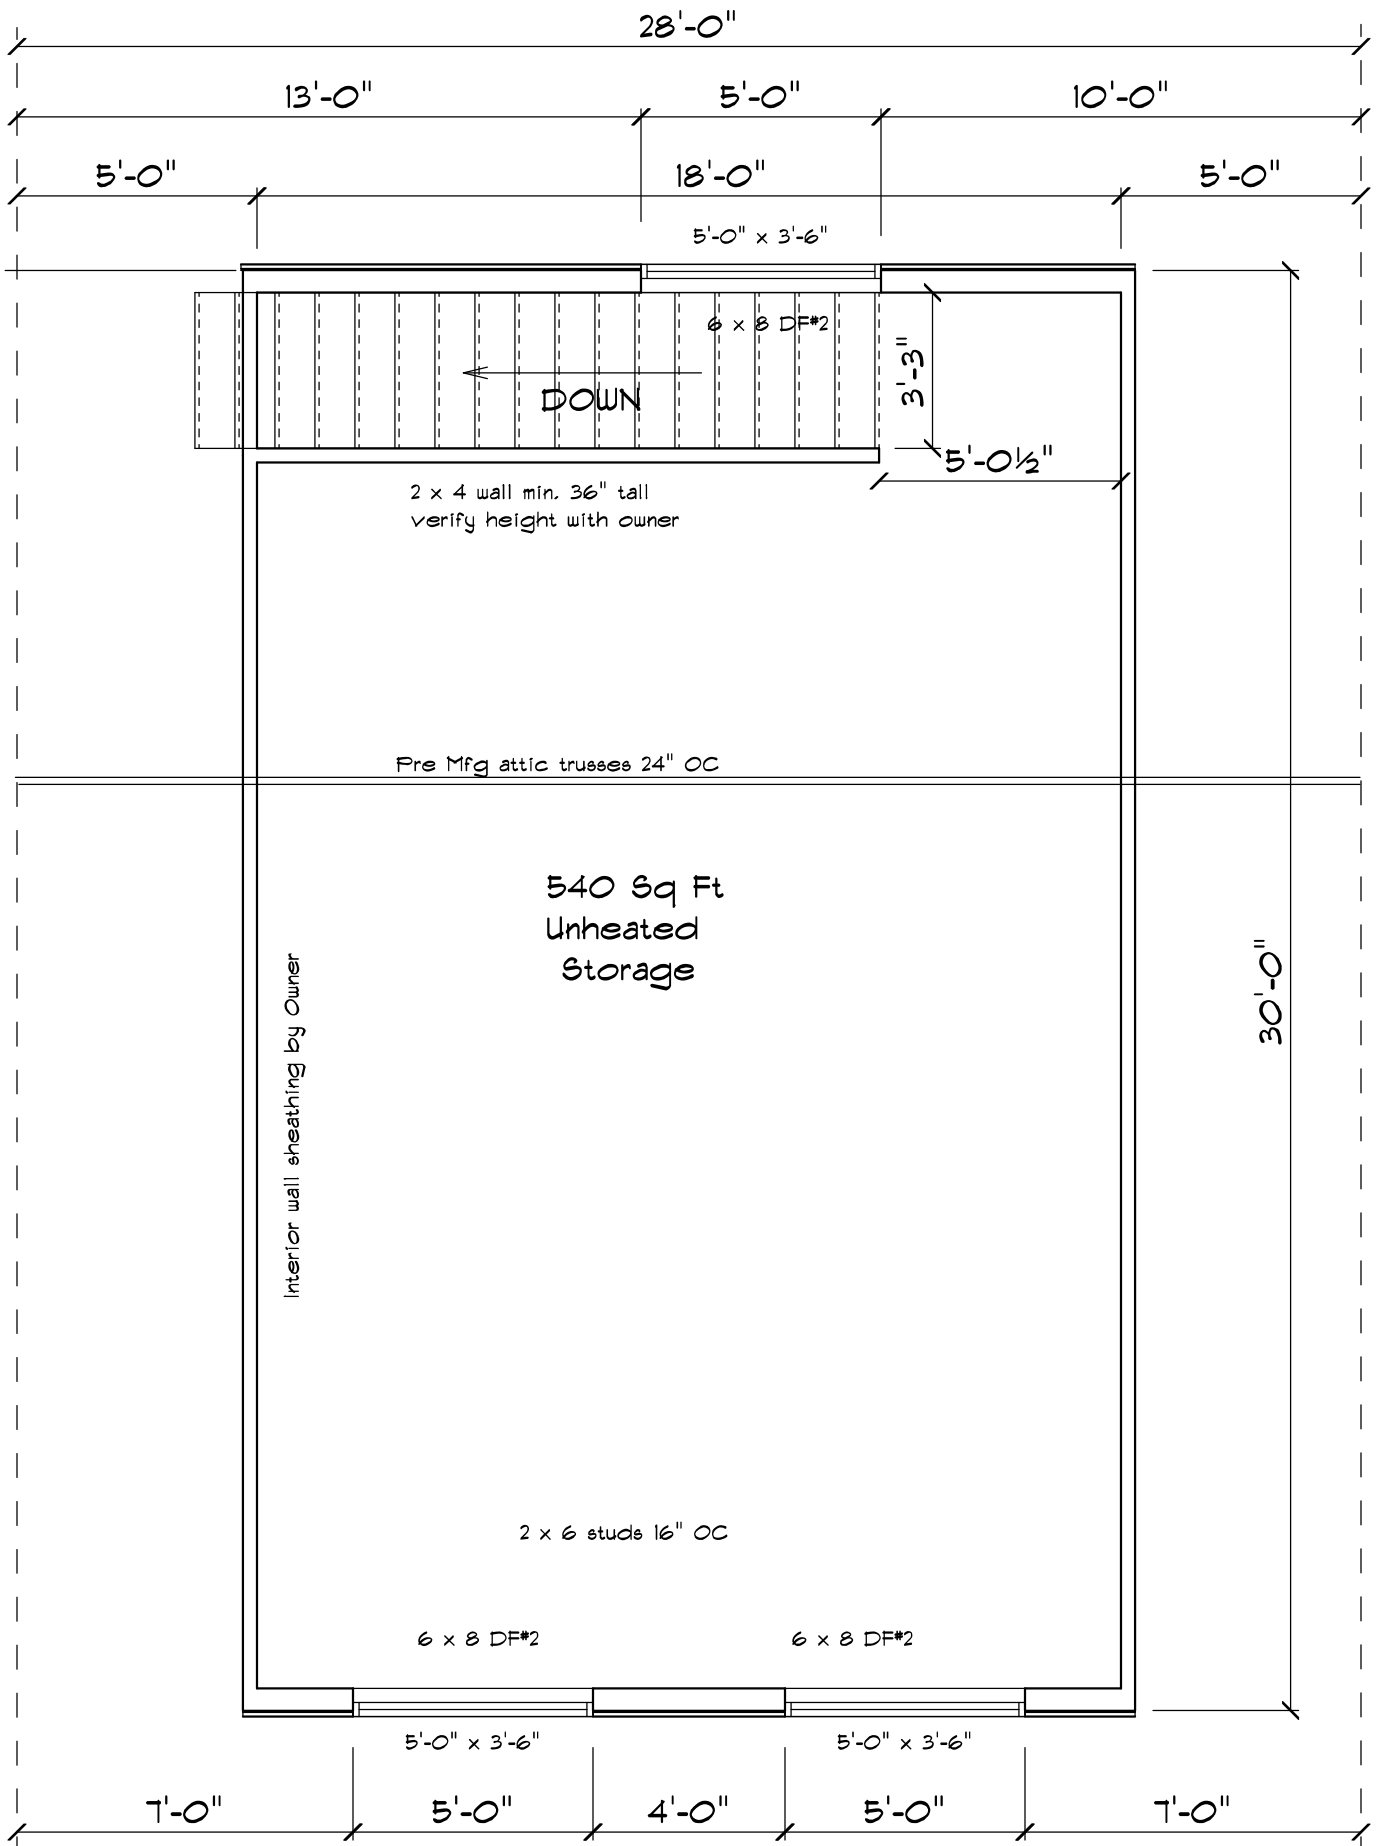 28'-0"
13'-0"
5'-0"
10'-0"
5'-0"
18'-0"
5'-0"
5'-0" x 3'-6"
6 x 8 DF#2
DOWN
3'-3"
5'-0½"
2 x 4 wall min. 36" tall
verify height with owner
Pre Mfg attic trusses 24" OC
540 Sq Ft
Unheated
Storage
Interior wall sheathing by Owner
30'-0"
2 x 6 studs 16" OC
6 x 8 DF#2
6 x 8 DF#2
5'-0" x 3'-6"
5'-0" x 3'-6"
7'-0"
5'-0"
4'-0"
5'-0"
7'-0"